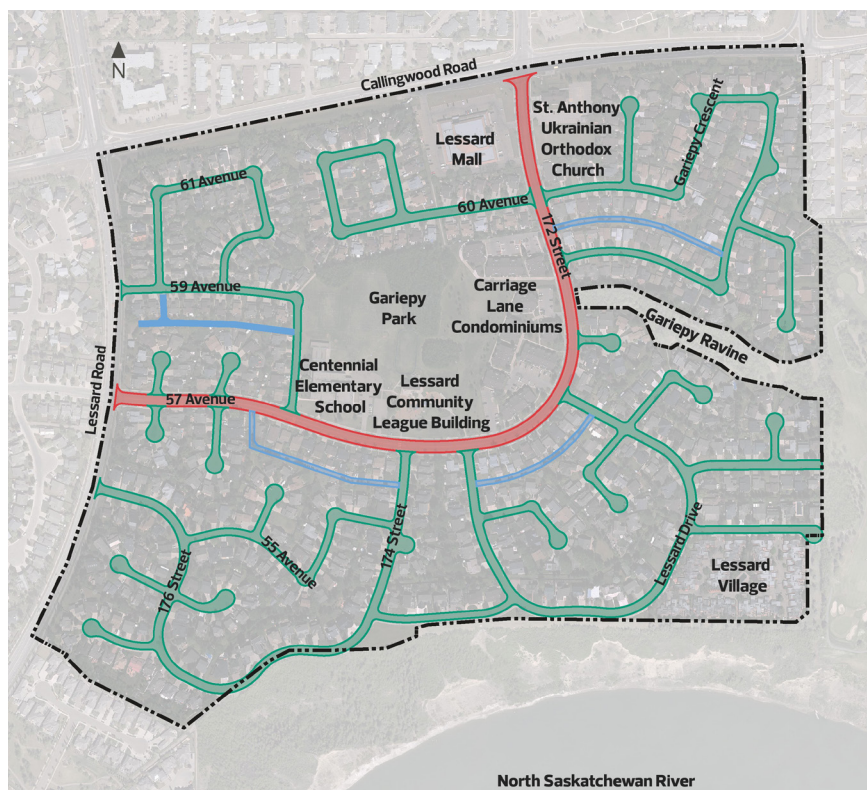 N
Callingwood Road
St. Anthony
Ukrainian
Orthodox
Church
Gariepy Crescent
Lessard
Mall
61 Avenue
60 Avenue
172 Street
59 Avenue
Gariepy
Park
Carriage
Lane
Condominiums
Gariepy Ravine
Lessard Road
Centennial
Elementary
School
Lessard
Community
League Building
57 Avenue
174 Street
55 Avenue
176 Street
Lessard Drive
Lessard
Village
North Saskatchewan River